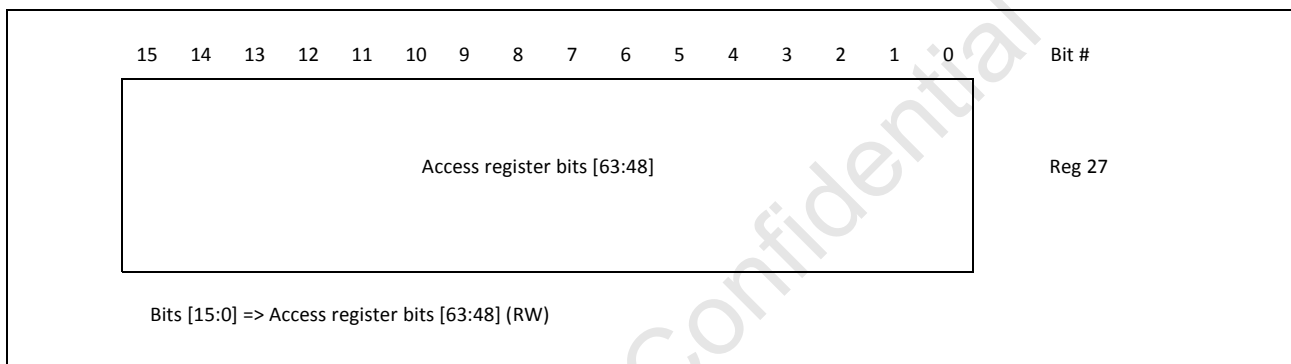 15 14 13 12 11 10 9 8 7 6 5 4 3 2 1 0 Bit #
Access register bits [63:48] Reg 27
Bits [15:0] => Access register bits [63:48] (RW)
Confidential